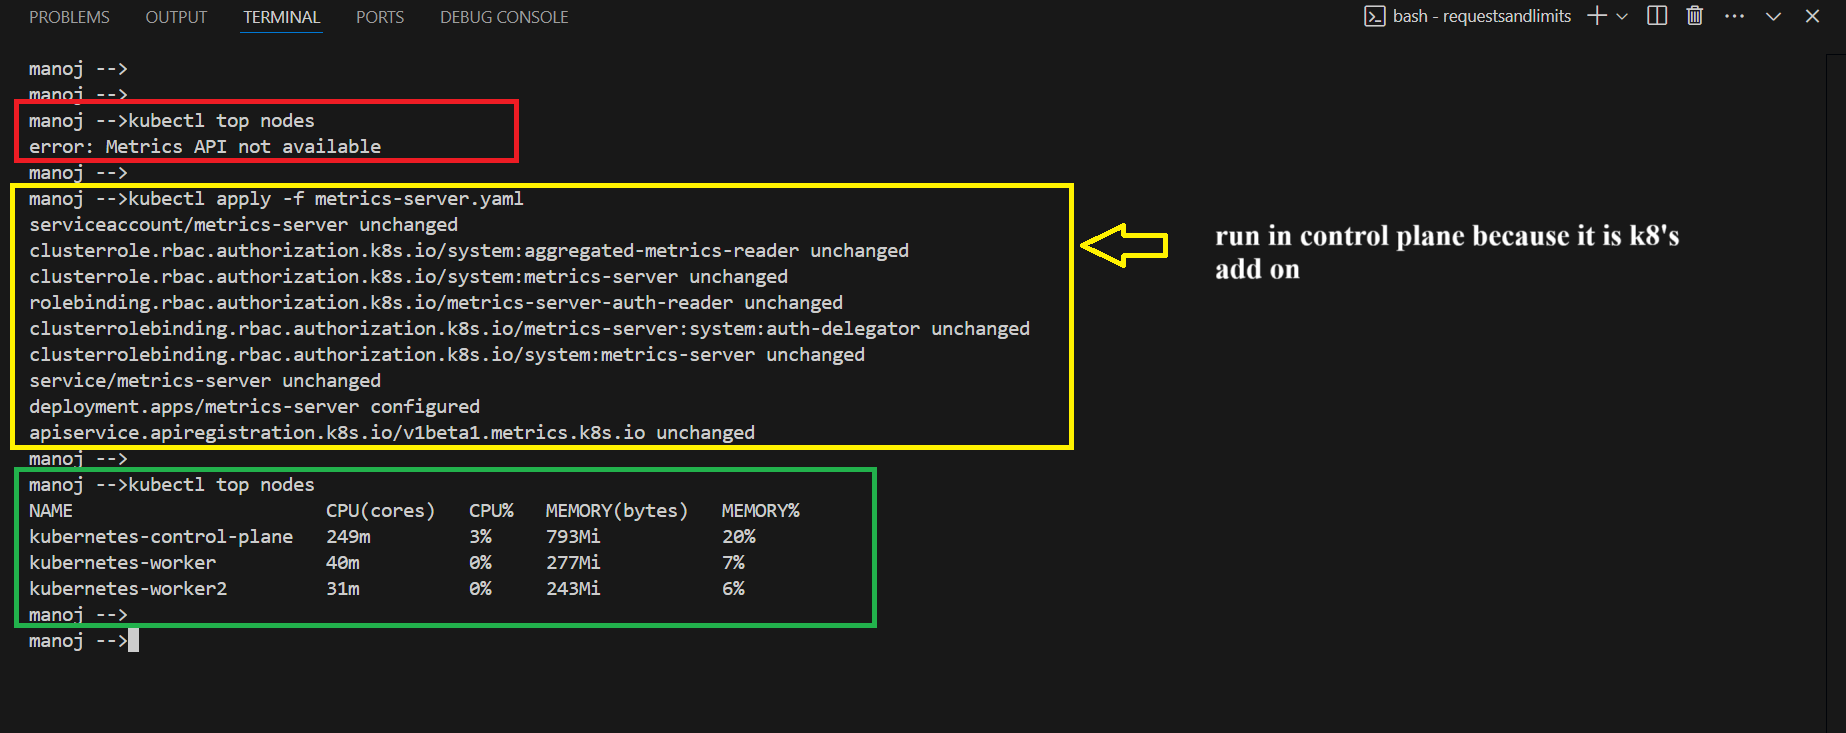 PROBLEMS OUTPUT TERMINAL PORTS DEBUG CONSOLE bash - requestsandlimits
manoj -->
manoj -->
manoj -->kubectl top nodes
error: Metrics API not available
manoj -->
manoj -->kubectl apply -f metrics-server.yaml
serviceaccount/metrics-server unchanged
clusterrole.rbac.authorization.k8s.io/system:aggregated-metrics-reader unchanged
clusterrole.rbac.authorization.k8s.io/system:metrics-server unchanged
rolebinding.rbac.authorization.k8s.io/metrics-server-auth-reader unchanged
clusterrolebinding.rbac.authorization.k8s.io/metrics-server:system:auth-delegator unchanged
clusterrolebinding.rbac.authorization.k8s.io/system:metrics-server unchanged
service/metrics-server unchanged
deployment.apps/metrics-server configured
apiservice.apiregistration.k8s.io/v1beta1.metrics.k8s.io unchanged
run in control plane because it is k8's
add on
manoj -->
manoj -->kubectl top nodes
NAME CPU(cores) CPU% MEMORY(bytes) MEMORY%
kubernetes-control-plane 249m 3% 793Mi 20%
kubernetes-worker 40m 0% 277Mi 7%
kubernetes-worker2 31m 0% 243Mi 6%
manoj -->
manoj -->